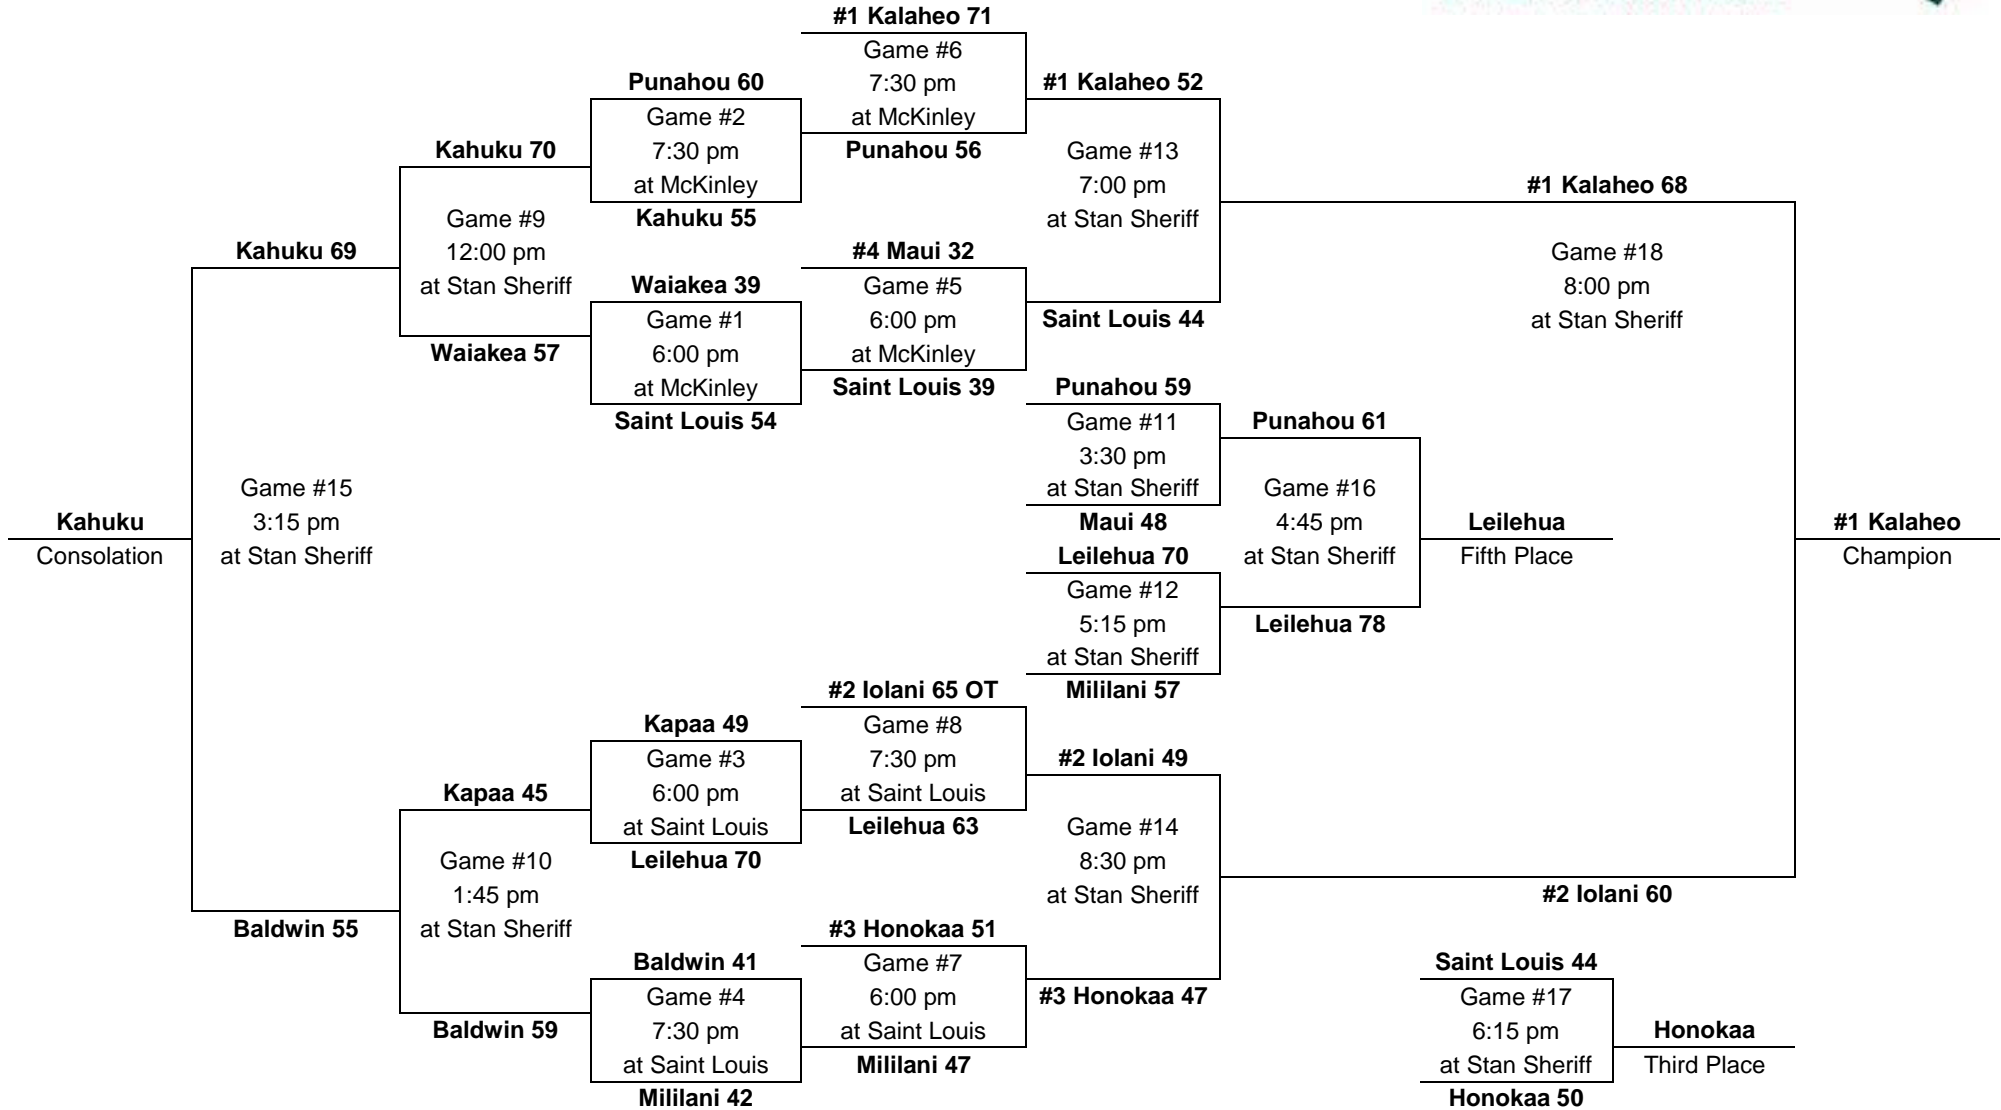 #1 Kalaheo 71
Game #6
7:30 pm
at McKinley
Punahou 56
Punahou 60
Game #2
7:30 pm
at McKinley
Kahuku 55
#1 Kalaheo 52
Game #13
7:00 pm
at Stan Sheriff
Saint Louis 44
Kahuku 70
Game #9
12:00 pm
at Stan Sheriff
Waiakea 57
#1 Kalaheo 68
Game #18
8:00 pm
at Stan Sheriff
#2 Iolani 60
Kahuku 69
Game #15
3:15 pm
at Stan Sheriff
Baldwin 55
#4 Maui 32
Game #5
6:00 pm
at McKinley
Saint Louis 39
Waiakea 39
Game #1
6:00 pm
at McKinley
Saint Louis 54
Punahou 59
Game #11
3:30 pm
at Stan Sheriff
Maui 48
Punahou 61
Game #16
4:45 pm
at Stan Sheriff
Leilehua 78
Kahuku
Consolation
Leilehua
Fifth Place
#1 Kalaheo
Champion
Leilehua 70
Game #12
5:15 pm
at Stan Sheriff
Mililani 57
#2 Iolani 65 OT
Game #8
7:30 pm
at Saint Louis
Leilehua 63
Kapaa 49
Game #3
6:00 pm
at Saint Louis
Leilehua 70
#2 Iolani 49
Game #14
8:30 pm
at Stan Sheriff
#3 Honokaa 47
Kapaa 45
Game #10
1:45 pm
at Stan Sheriff
Baldwin 59
#3 Honokaa 51
Game #7
6:00 pm
at Saint Louis
Mililani 47
Baldwin 41
Game #4
7:30 pm
at Saint Louis
Mililani 42
Saint Louis 44
Game #17
6:15 pm
at Stan Sheriff
Honokaa 50
Honokaa
Third Place